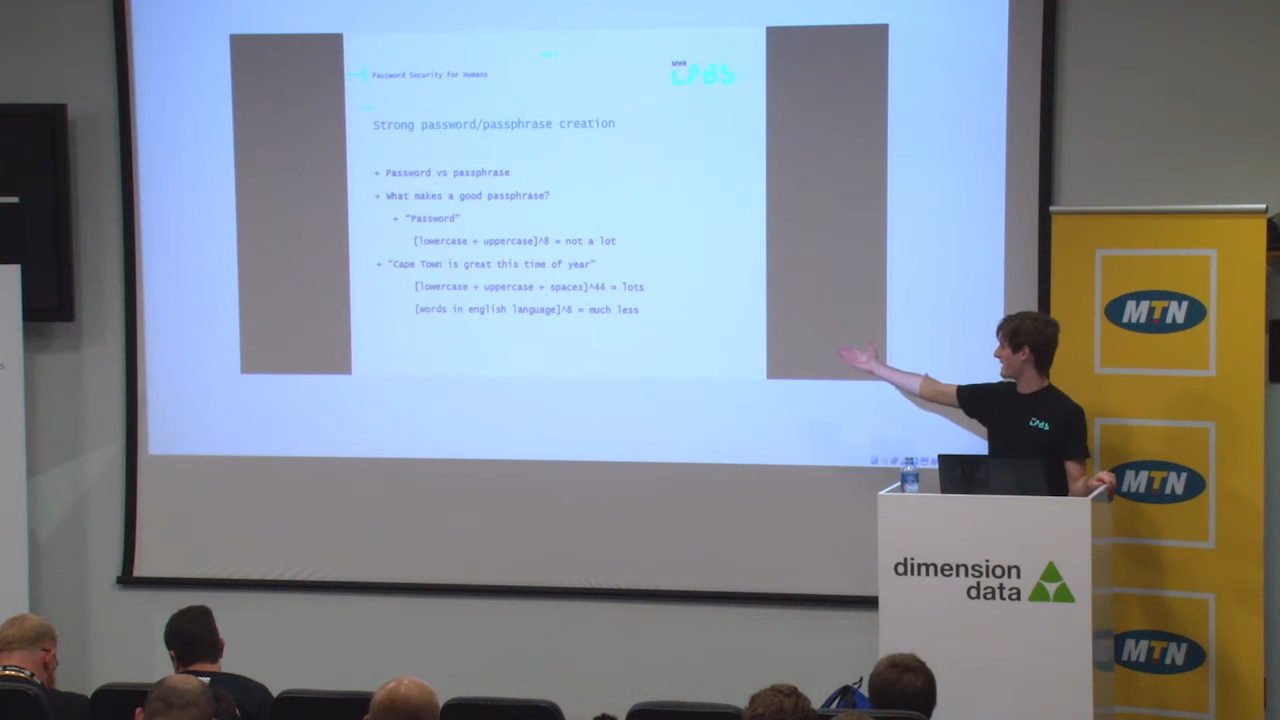 Password Security for Humans
MWR
LABS
Strong password/passphrase creation
+ Password vs passphrase
+ What makes a good passphrase?
+ "Password"
[lowercase + uppercase]^8 = not a lot
+ "Cape Town is great this time of year"
[lowercase + uppercase + spaces]^44 = lots
[words in english language]^8 = much less
LABS
MTN
MTN
MTN
dimension
data